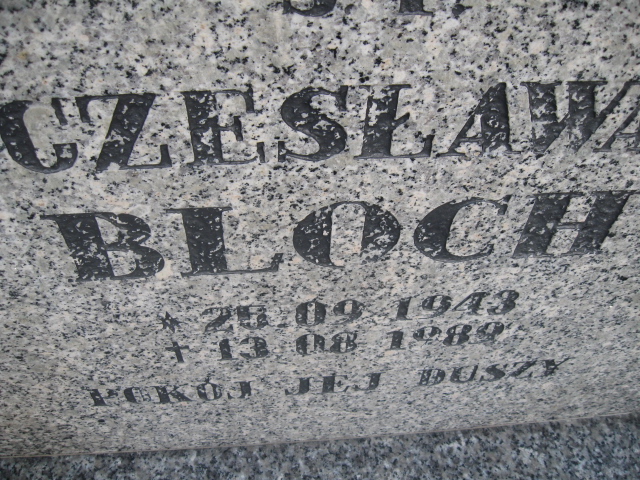 CZESŁAWA
BLOCH
* 25.09.1943
+ 13.08.1989
POKÓJ JEJ DUSZY